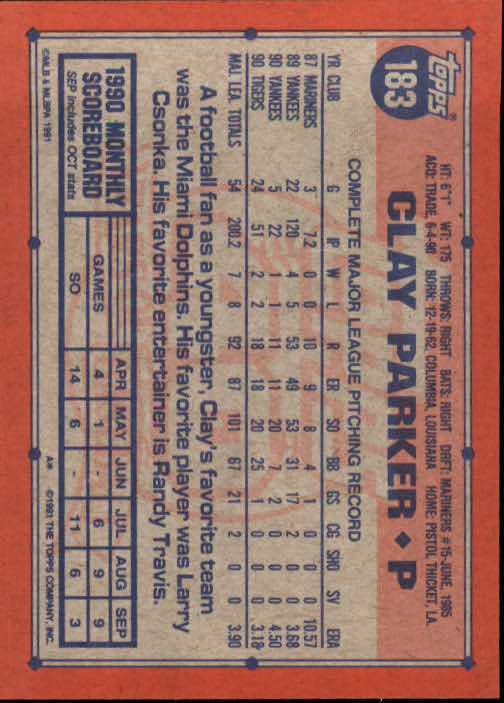 topps®
183
CLAY PARKER ♦ P
HT: 6'1" WT: 175 THROWS: RIGHT BATS: RIGHT DRFT: MARINERS #15-JUNE, 1985
ACQ: TRADE, 6-4-90 BORN: 12-19-62, COLUMBIA, LOUISIANA HOME: PISTOL THICKET, LA.
COMPLETE MAJOR LEAGUE PITCHING RECORD
YR CLUB G IP W L R ER SO BB GS CG SHO SV ERA
87 MARINERS 3 7.2 0 0 10 9 8 4 1 0 0 0 10.57
89 YANKEES 22 120 4 5 53 49 53 31 17 2 0 0 3.68
90 YANKEES 5 22 1 1 11 11 20 7 2 0 0 0 4.50
90 TIGERS 24 51 2 2 18 18 20 25 1 0 0 0 3.18
MAJ. LEA. TOTALS 54 200.2 7 8 92 87 101 67 21 2 0 0 3.90
A football fan as a youngster, Clay's favorite team
was the Miami Dolphins. His favorite player was Larry
Csonka. His favorite entertainer is Randy Travis.
1990 MONTHLY
SCOREBOARD
SEP includes OCT stats
APR MAY JUN JUL AUG SEP
GAMES 4 1 - 6 9 9
SO 14 6 - 11 6 3
©MLB & MLBPA 1991
A* ©1991 THE TOPPS COMPANY, INC.